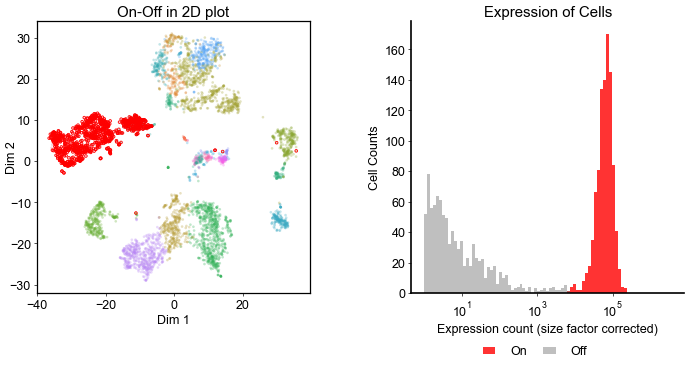 On-Off in 2D plot
30
20
10
0
−10
−20
−30
Dim 2
−40
−20
0
20
Dim 1
Expression of Cells
160
140
120
100
80
60
40
20
0
Cell Counts
10^1
10^3
10^5
Expression count (size factor corrected)
On
Off